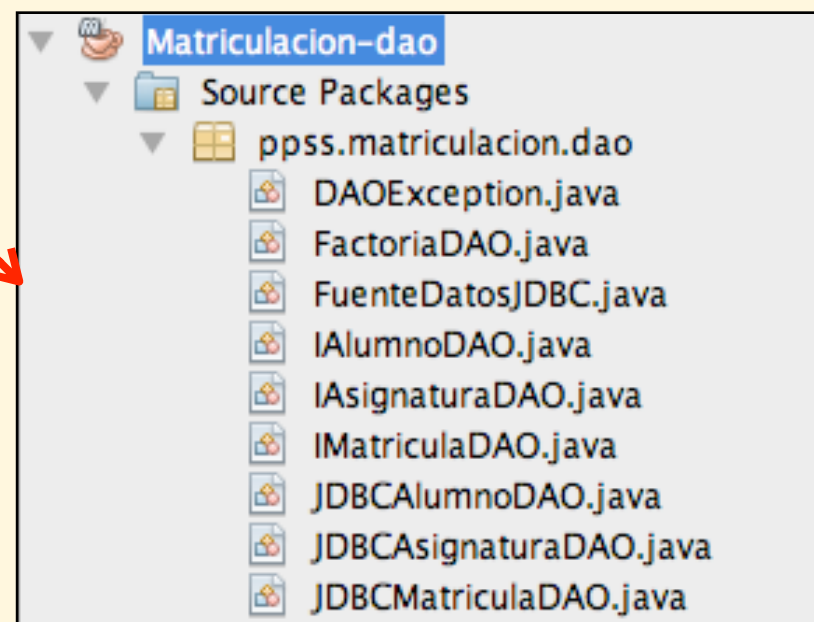 Matriculacion-dao
Source Packages
ppss.matriculacion.dao
DAOException.java
FactoriaDAO.java
FuenteDatosJDBC.java
IAlumnoDAO.java
IAsignaturaDAO.java
IMatriculaDAO.java
JDBCAlumnoDAO.java
JDBCAsignaturaDAO.java
JDBCMatriculaDAO.java